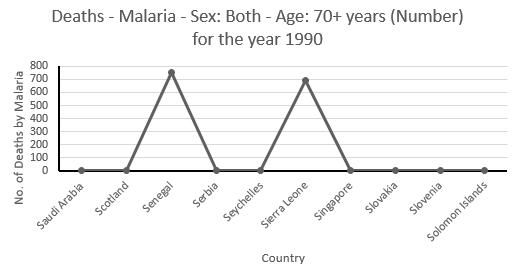 Deaths - Malaria - Sex: Both - Age: 70+ years (Number)
for the year 1990
No. of Deaths by Malaria
800
700
600
500
400
300
200
100
0
Saudi Arabia
Scotland
Senegal
Serbia
Seychelles
Sierra Leone
Singapore
Slovakia
Slovenia
Solomon Islands
Country